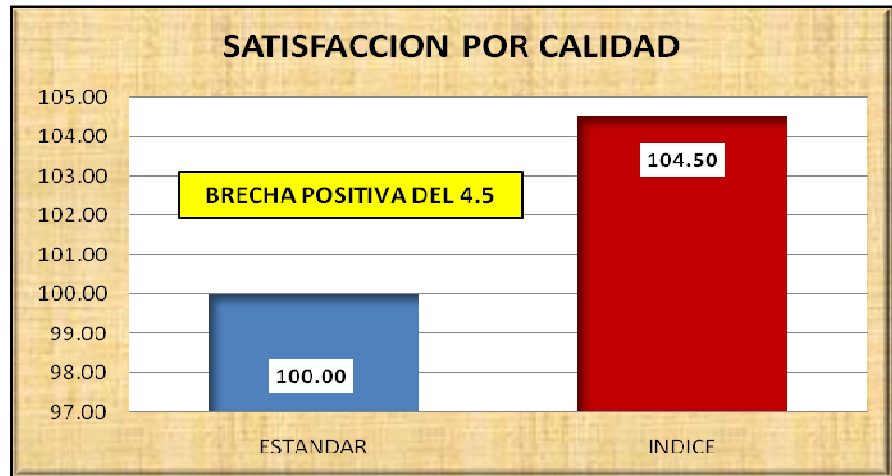 SATISFACCION POR CALIDAD
105.00
104.00
103.00
102.00
101.00
100.00
99.00
98.00
97.00
BRECHA POSITIVA DEL 4.5
104.50
100.00
ESTANDAR
INDICE